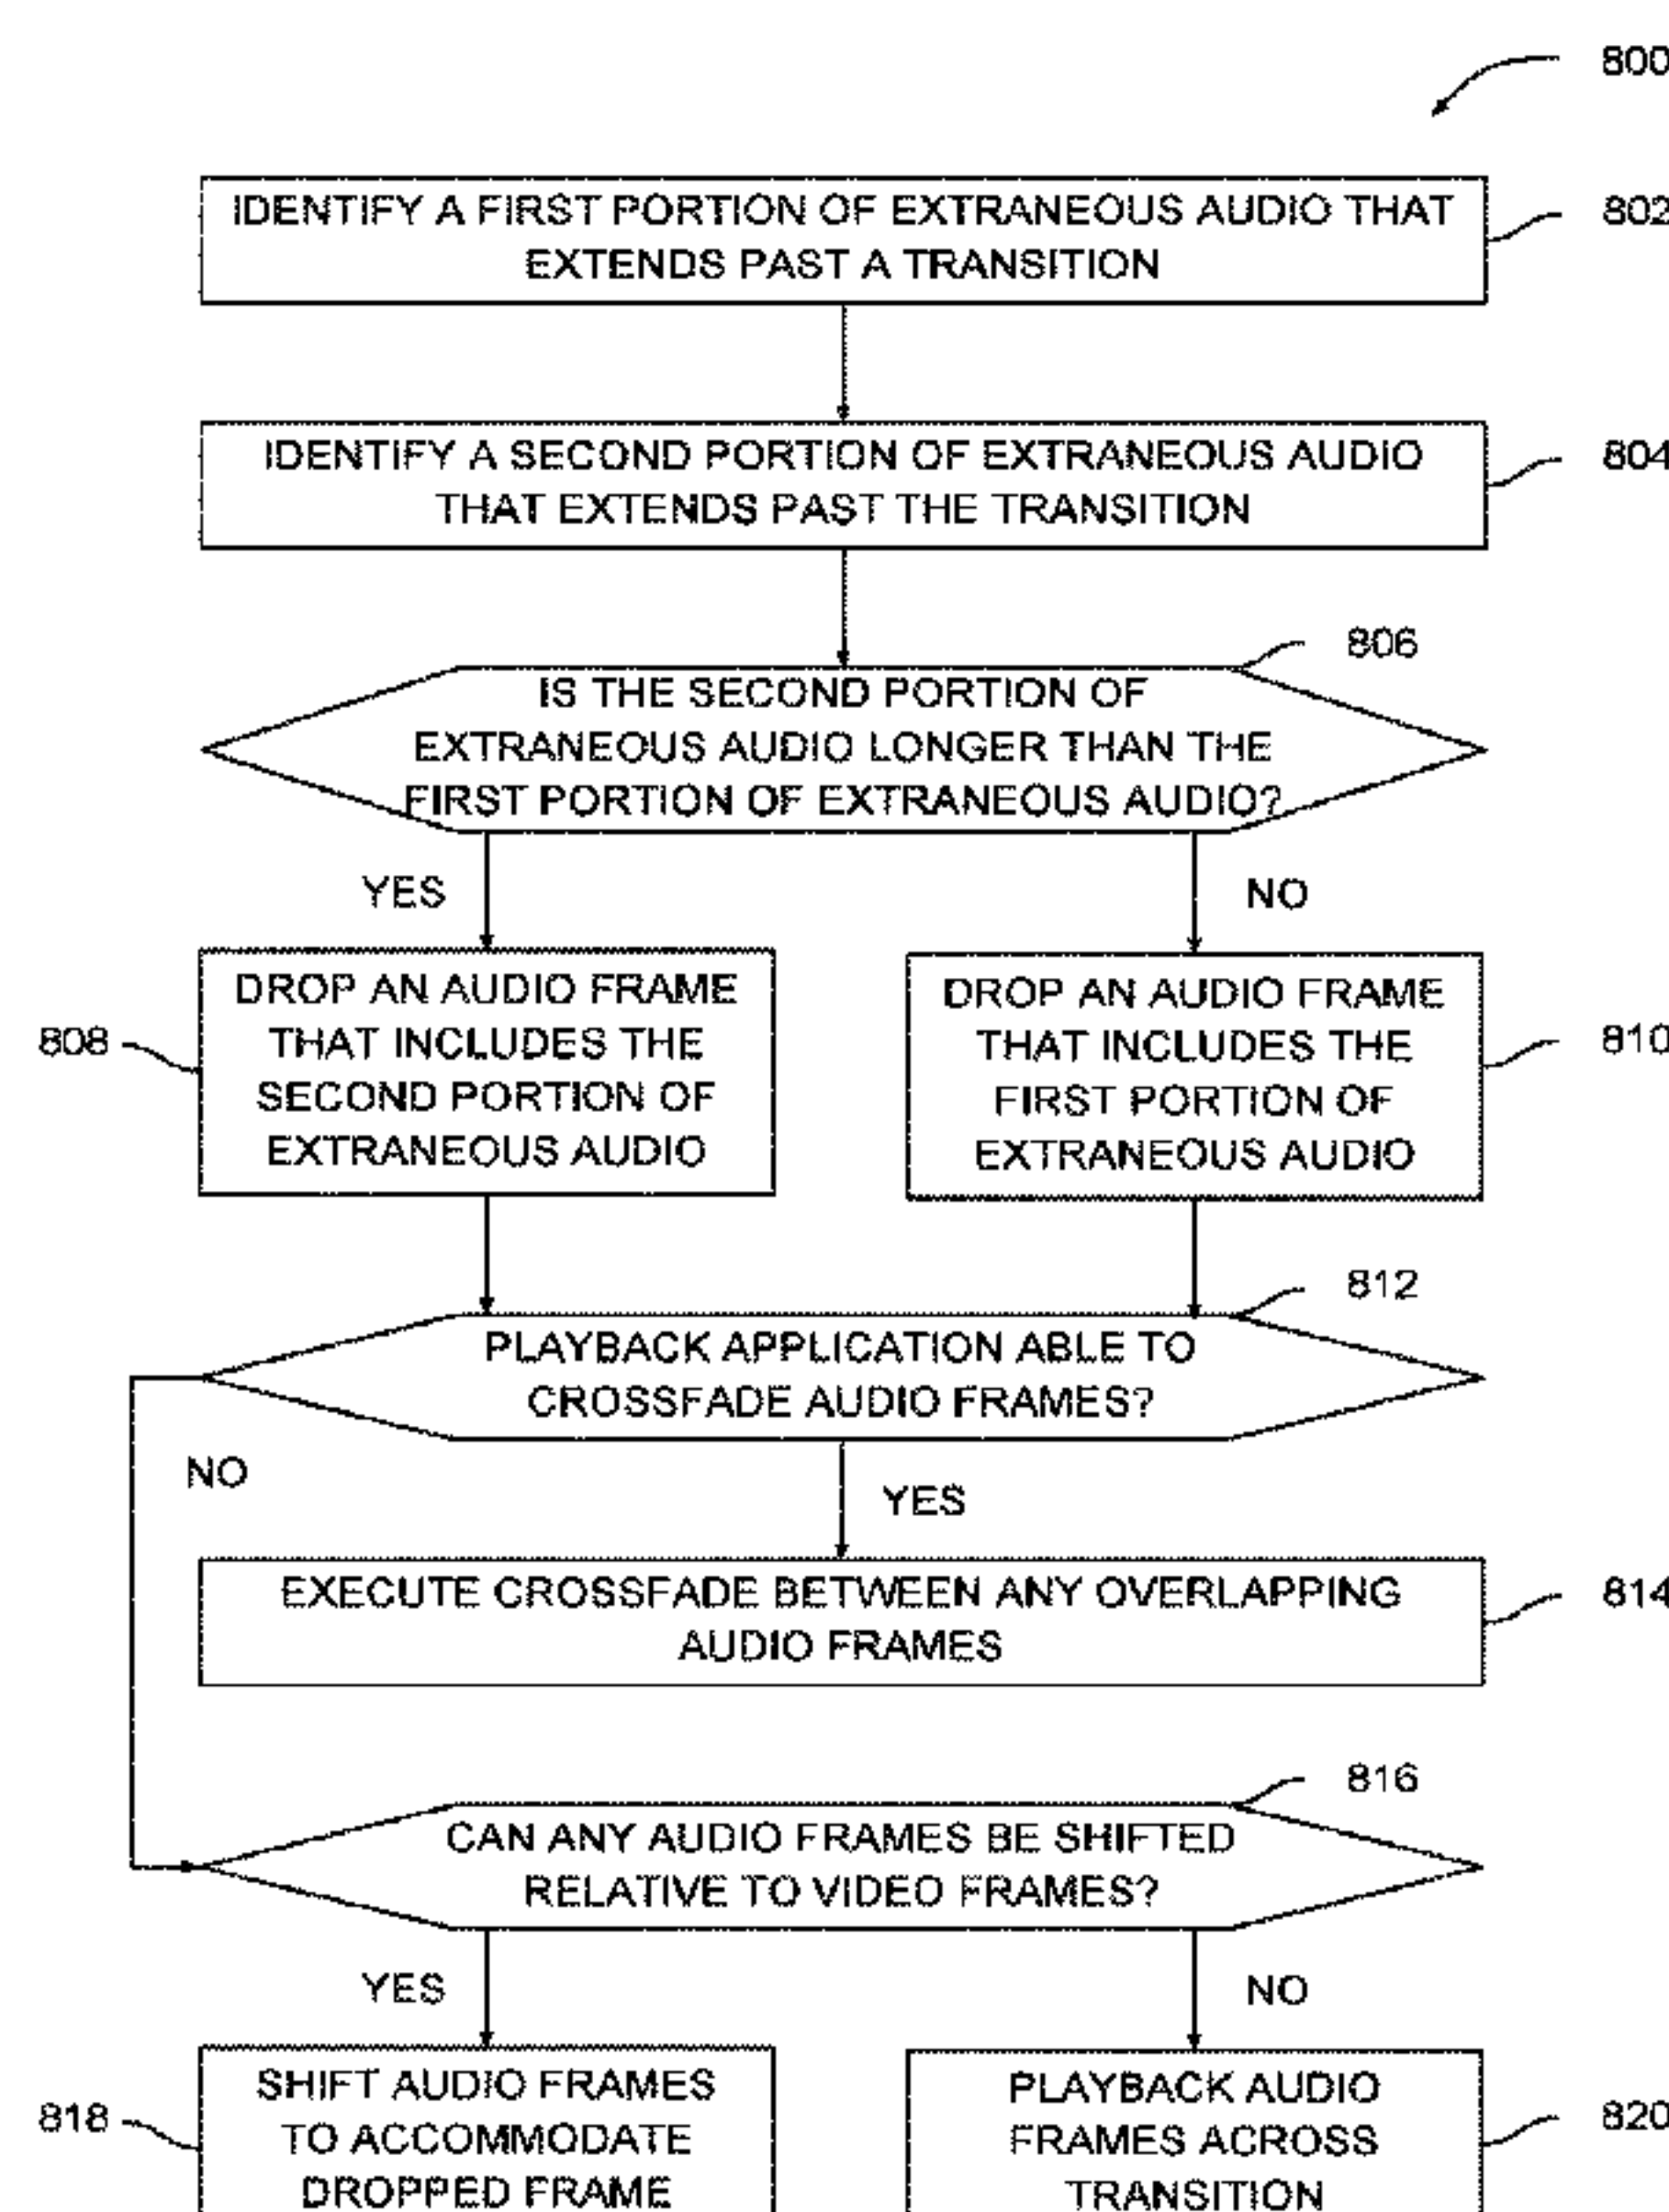 800
IDENTIFY A FIRST PORTION OF EXTRANEOUS AUDIO THAT
EXTENDS PAST A TRANSITION
802
IDENTIFY A SECOND PORTION OF EXTRANEOUS AUDIO
THAT EXTENDS PAST THE TRANSITION
804
806
IS THE SECOND PORTION OF
EXTRANEOUS AUDIO LONGER THAN THE
FIRST PORTION OF EXTRANEOUS AUDIO?
YES
NO
808
DROP AN AUDIO FRAME
THAT INCLUDES THE
SECOND PORTION OF
EXTRANEOUS AUDIO
DROP AN AUDIO FRAME
THAT INCLUDES THE
FIRST PORTION OF
EXTRANEOUS AUDIO
810
812
PLAYBACK APPLICATION ABLE TO
CROSSFADE AUDIO FRAMES?
NO
YES
EXECUTE CROSSFADE BETWEEN ANY OVERLAPPING
AUDIO FRAMES
814
816
CAN ANY AUDIO FRAMES BE SHIFTED
RELATIVE TO VIDEO FRAMES?
YES
NO
818
SHIFT AUDIO FRAMES
TO ACCOMMODATE
DROPPED FRAME
PLAYBACK AUDIO
FRAMES ACROSS
TRANSITION
820